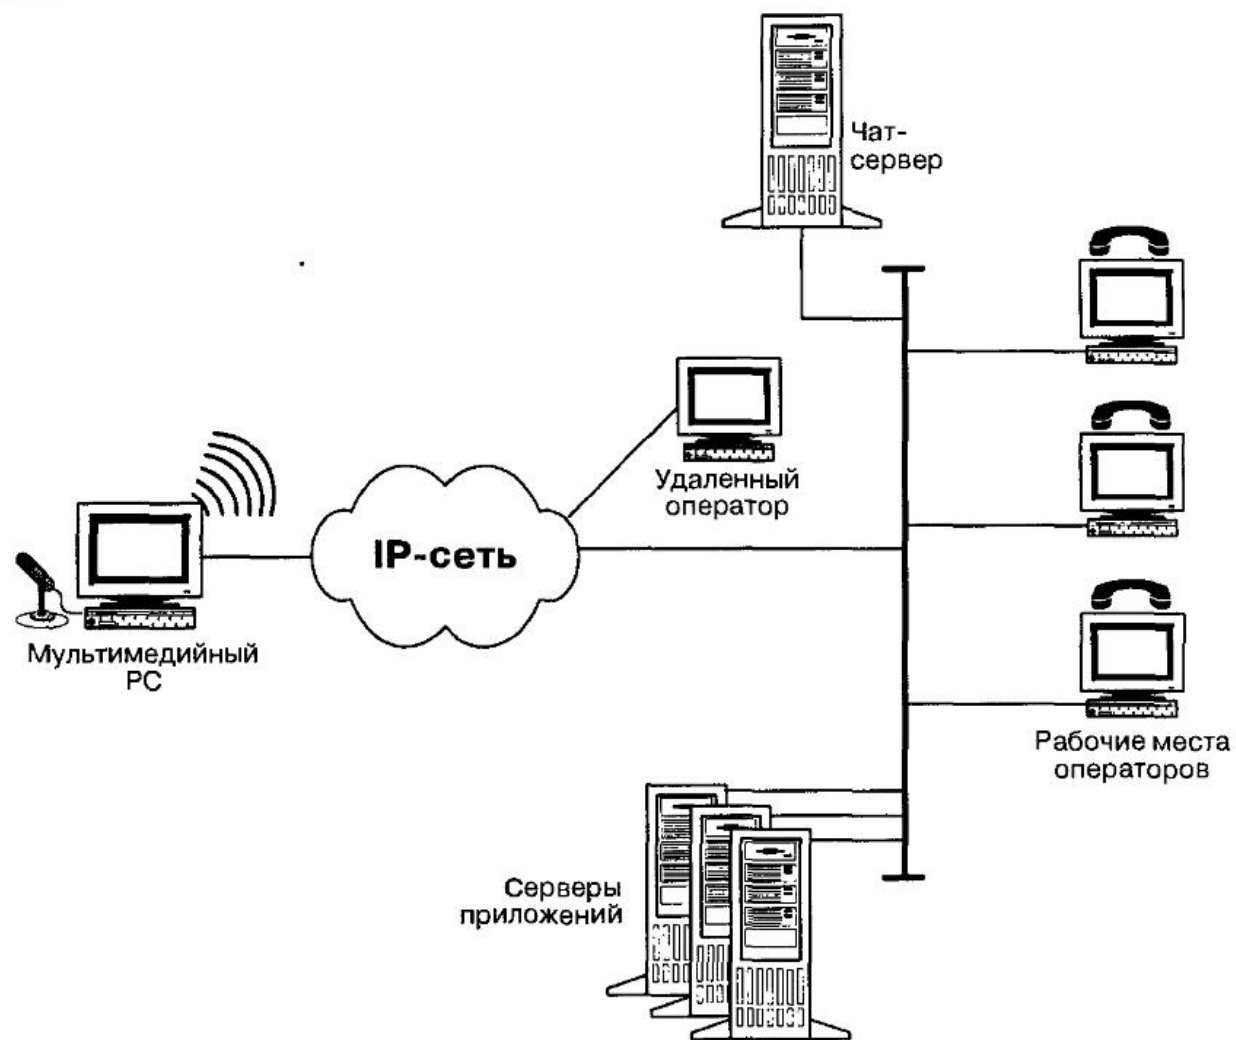 Чат-
сервер
Удаленный
оператор
IP-сеть
Мультимедийный
PC
Рабочие места
операторов
Серверы
приложений